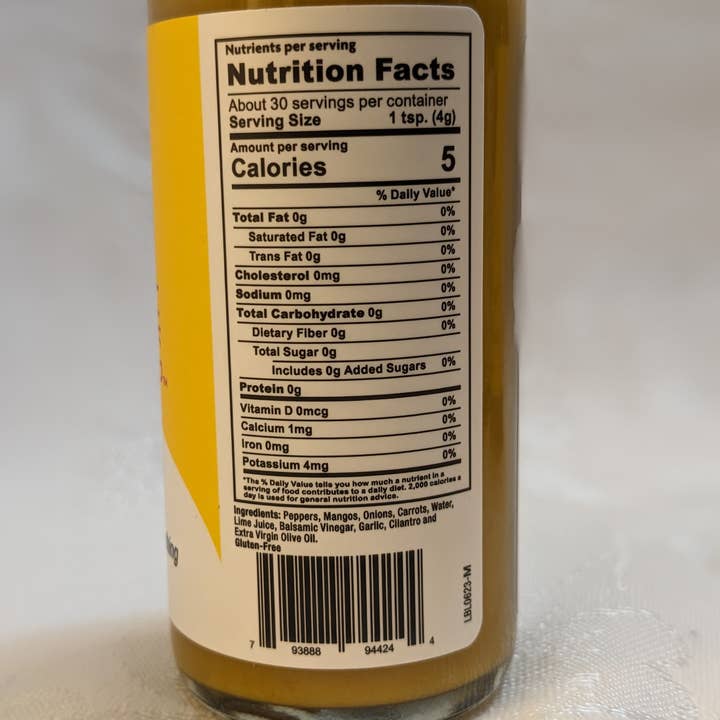 Nutrients per serving
Nutrition Facts
About 30 servings per container
Serving Size 1 tsp. (4g)
Amount per serving
Calories 5
% Daily Value*
Total Fat 0g 0%
Saturated Fat 0g 0%
Trans Fat 0g 0%
Cholesterol 0mg 0%
Sodium 0mg 0%
Total Carbohydrate 0g 0%
Dietary Fiber 0g 0%
Total Sugar 0g
Includes 0g Added Sugars 0%
Protein 0g
Vitamin D 0mcg 0%
Calcium 1mg 0%
Iron 0mg 0%
Potassium 4mg 0%
*The % Daily Value tells you how much a nutrient in a
serving of food contributes to a daily diet. 2,000 calories a
day is used for general nutrition advice.
Ingredients: Peppers, Mangos, Onions, Carrots, Water,
Lime Juice, Balsamic Vinegar, Garlic, Cilantro and
Extra Virgin Olive Oil.
Gluten-Free
7 93888 94424 4
LBL0623-M